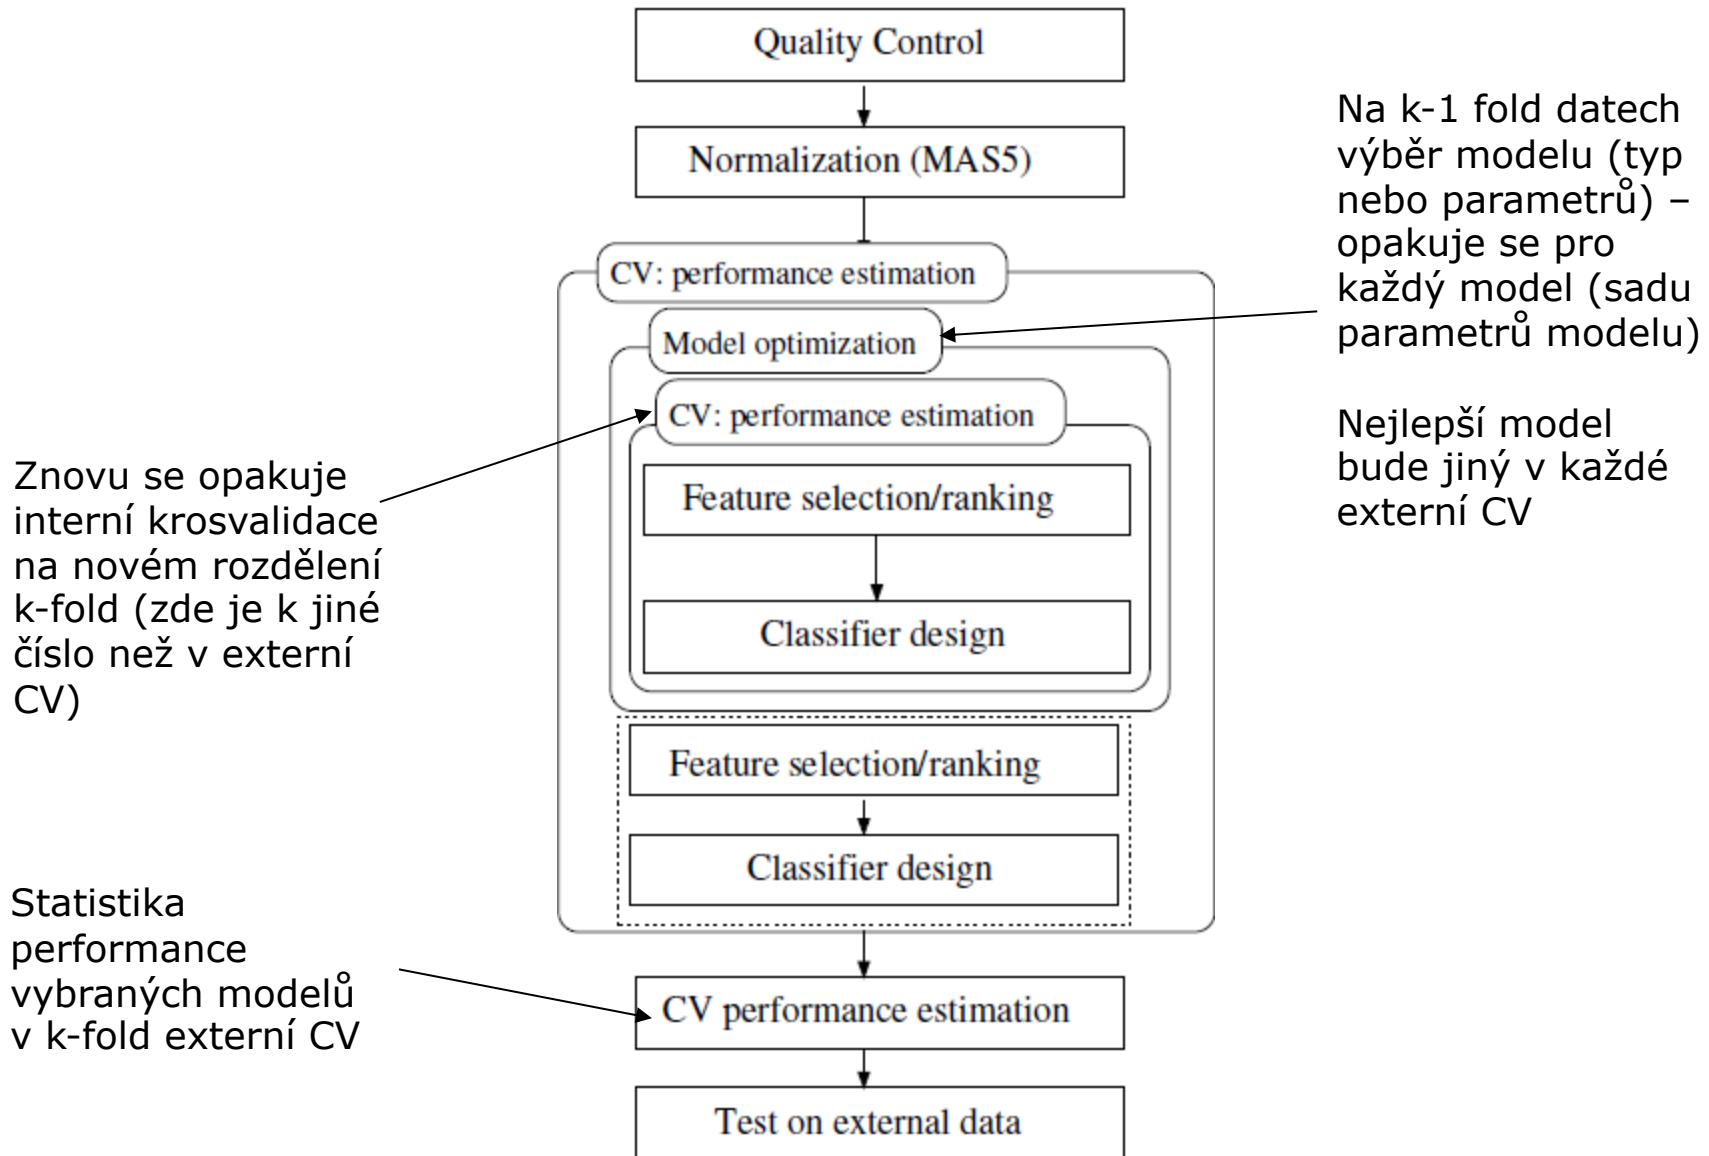 Quality Control
Normalization (MAS5)
CV: performance estimation
Model optimization
CV: performance estimation
Feature selection/ranking
Classifier design
Feature selection/ranking
Classifier design
CV performance estimation
Test on external data
Na k-1 fold datech
výběr modelu (typ
nebo parametrů) –
opakuje se pro
každý model (sadu
parametrů modelu)
Nejlepší model
bude jiný v každé
externí CV
Znovu se opakuje
interní krosvalidace
na novém rozdělení
k-fold (zde je k jiné
číslo než v externí
CV)
Statistika
performance
vybraných modelů
v k-fold externí CV